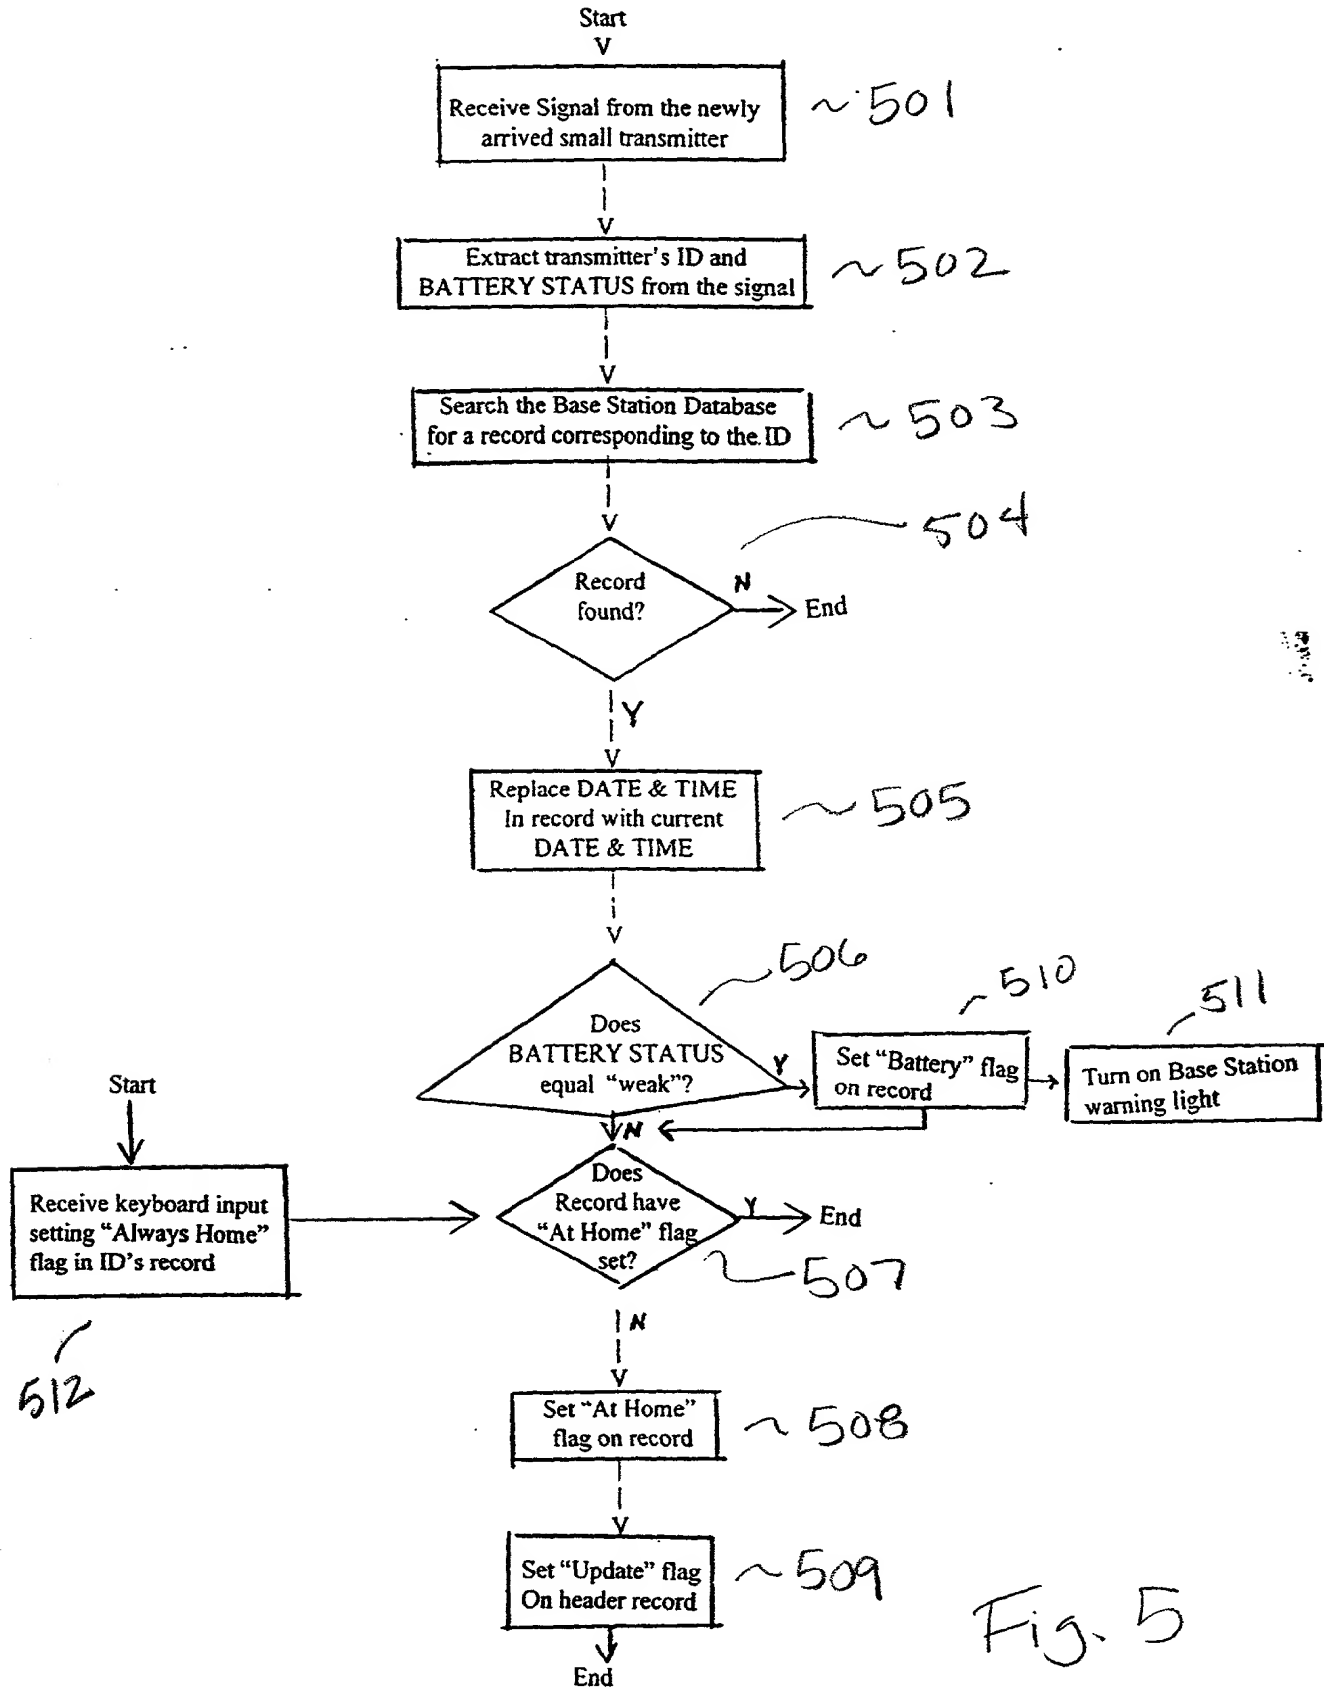 Start
V
Receive Signal from the newly
arrived small transmitter
~501
V
Extract transmitter's ID and
BATTERY STATUS from the signal
~502
V
Search the Base Station Database
for a record corresponding to the ID
~503
V
504
Record
found?
N
End
Y
V
Replace DATE & TIME
In record with current
DATE & TIME
~505
V
506
Does
BATTERY STATUS
equal "weak"?
Y
510
Set "Battery" flag
on record
511
Turn on Base Station
warning light
N
Start
Receive keyboard input
setting "Always Home"
flag in ID's record
512
Does
Record have
"At Home" flag
set?
Y
End
507
N
V
Set "At Home"
flag on record
~508
V
Set "Update" flag
On header record
~509
End
Fig. 5